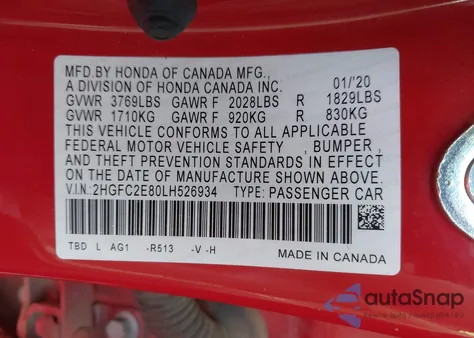 MFD.BY HONDA OF CANADA MFG.,
A DIVISION OF HONDA CANADA INC. 01/'20
GVWR 3769LBS GAWR F 2028LBS R 1829LBS
GVWR 1710KG GAWR F 920KG R 830KG
THIS VEHICLE CONFORMS TO ALL APPLICABLE
FEDERAL MOTOR VEHICLE SAFETY , BUMPER ,
AND THEFT PREVENTION STANDARDS IN EFFECT
ON THE DATE OF MANUFACTURE SHOWN ABOVE.
V.I.N:2HGFC2E80LH526934 TYPE: PASSENGER CAR
TBD L AG1 -R513 -V -H
MADE IN CANADA
autoSnap